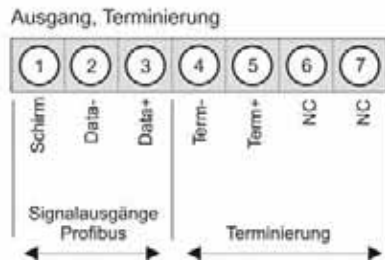 Ausgang, Terminierung
1 2 3 4 5 6 7
Schirm Data- Data+ Term- Term+ NC NC
Signalausgänge
Profibus
Terminierung